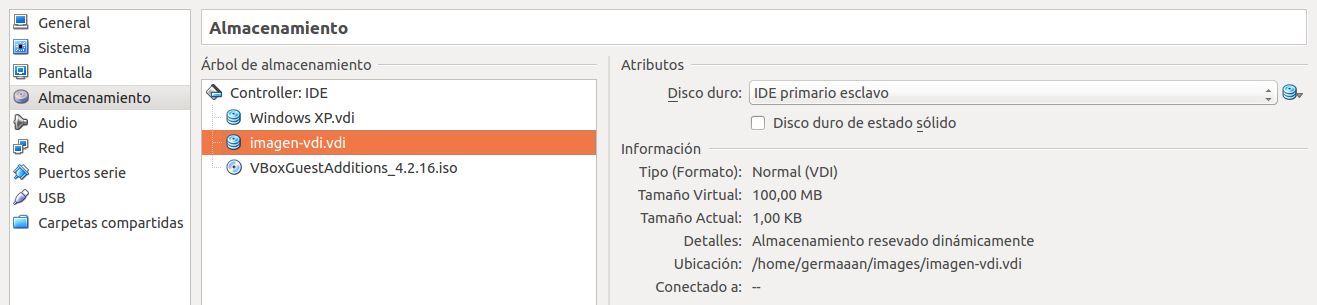 General
Sistema
Pantalla
Almacenamiento
Audio
Red
Puertos serie
USB
Carpetas compartidas
Almacenamiento
Árbol de almacenamiento
Controller: IDE
Windows XP.vdi
imagen-vdi.vdi
VBoxGuestAdditions_4.2.16.iso
Atributos
Disco duro: IDE primario esclavo
Disco duro de estado sólido
Información
Tipo (Formato): Normal (VDI)
Tamaño Virtual: 100,00 MB
Tamaño Actual: 1,00 KB
Detalles: Almacenamiento resevado dinámicamente
Ubicación: /home/germaaan/images/imagen-vdi.vdi
Conectado a: --